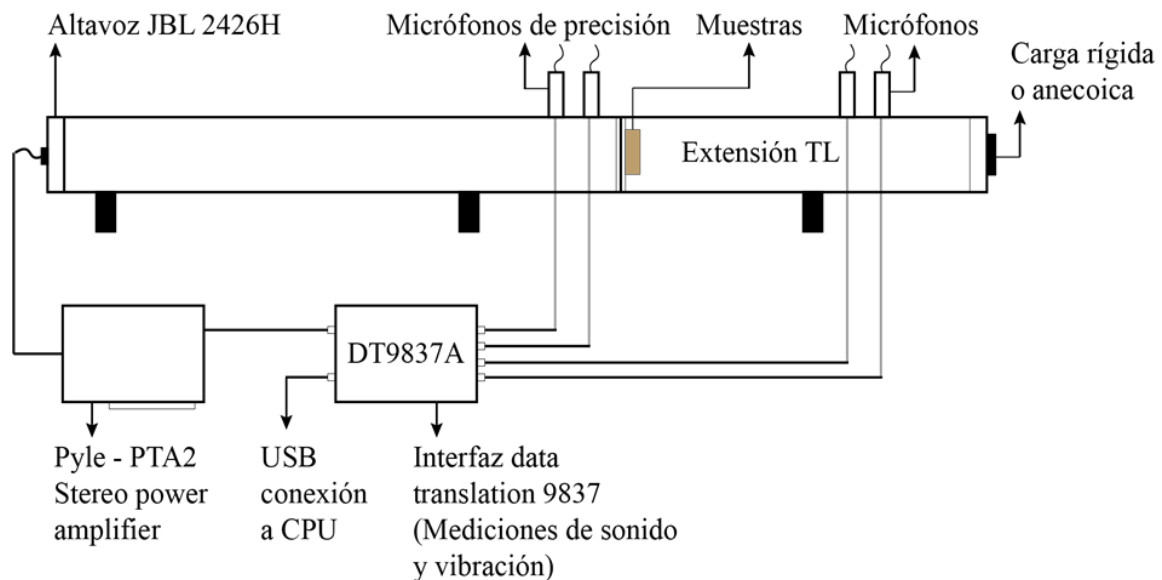 Altavoz JBL 2426H
Micrófonos de precisión
Muestras
Micrófonos
Carga rígida
o anecoica
Extensión TL
DT9837A
Pyle - PTA2
Stereo power
amplifier
USB
conexión
a CPU
Interfaz data
translation 9837
(Mediciones de sonido
y vibración)